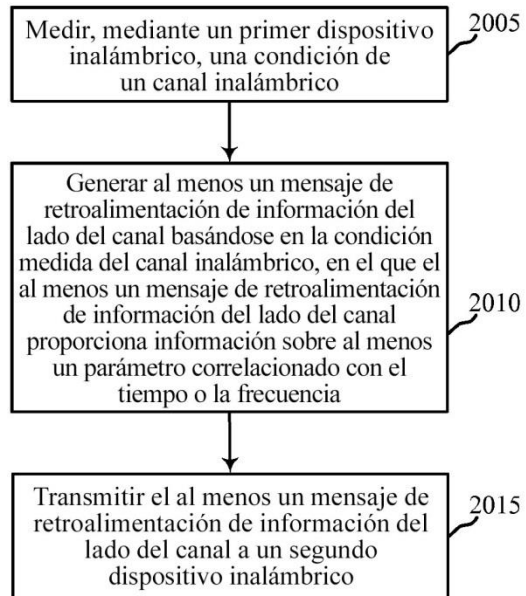 Medir, mediante un primer dispositivo
inalámbrico, una condición de
un canal inalámbrico
2005
Generar al menos un mensaje de
retroalimentación de información del
lado del canal basándose en la condición
medida del canal inalámbrico, en el que el
al menos un mensaje de retroalimentación
de información del lado del canal
proporciona información sobre al menos
un parámetro correlacionado con el
tiempo o la frecuencia
2010
Transmitir el al menos un mensaje de
retroalimentación de información del
lado del canal a un segundo
dispositivo inalámbrico
2015